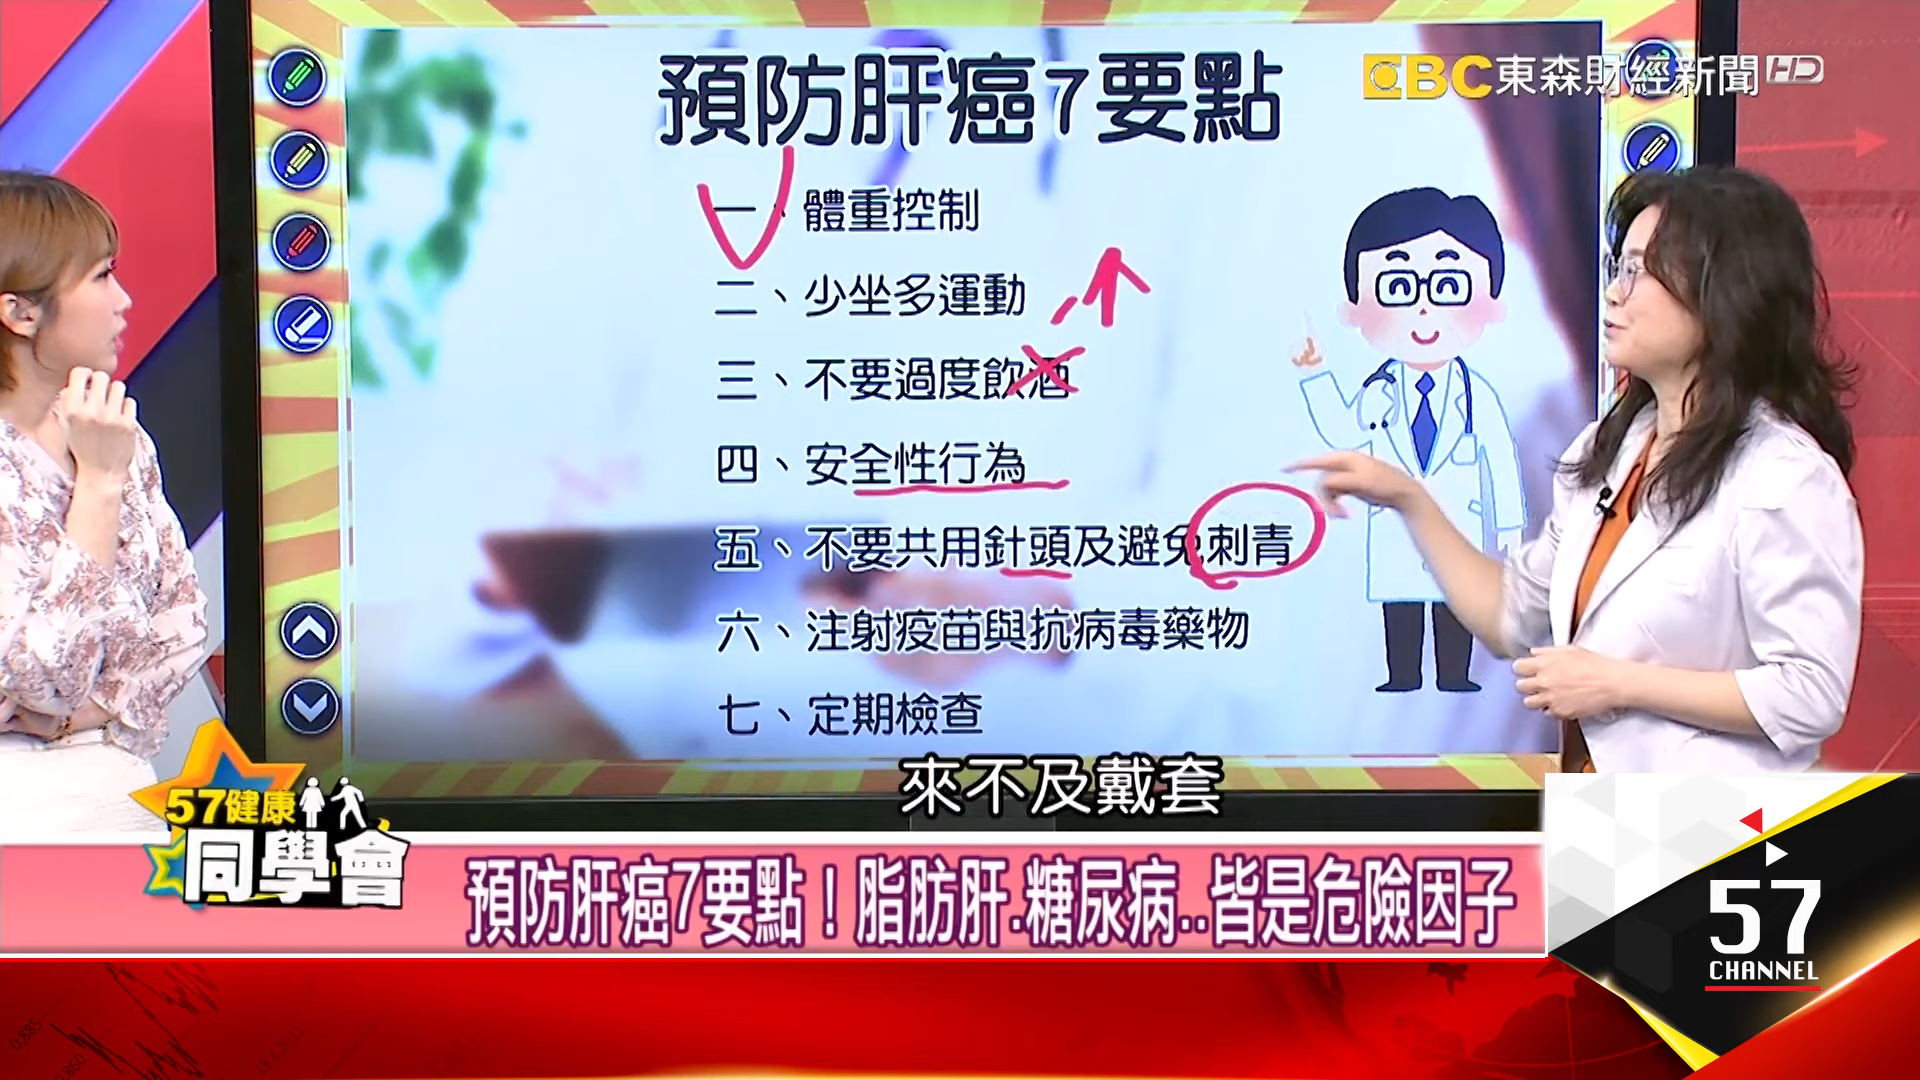 預防肝癌7要點
EBC東森財經新聞HD
一、體重控制
二、少坐多運動
三、不要過度飲酒
四、安全性行為
五、不要共用針頭及避免刺青
六、注射疫苗與抗病毒藥物
七、定期檢查
來不及戴套
57健康
同學會
預防肝癌7要點！脂肪肝.糖尿病..皆是危險因子
57
CHANNEL
0.885
0.860